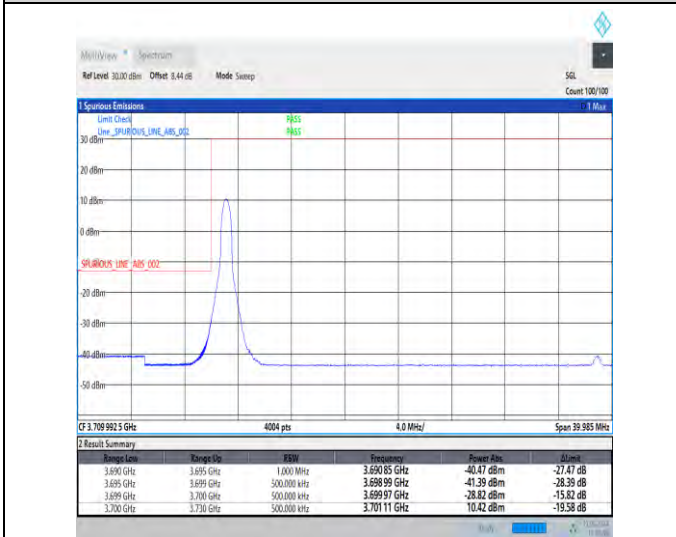 MultiView Spectrum
Ref Level 30.00 dBm Offset 8.44 dB Mode Sweep SGL
Count 100/100
1 Spurious Emissions 1 Max
Limit Check PASS
Line _SPURIOUS_LINE_ABS_002 PASS
30 dBm
20 dBm
10 dBm
0 dBm
SPURIOUS_LINE_ABS_002
-20 dBm
-30 dBm
-40 dBm
-50 dBm
CF 3.709 992 5 GHz 4004 pts 4.0 MHz/ Span 39.985 MHz
2 Result Summary
Range Low Range Up RBW Frequency Power Abs ΔLimit
3.690 GHz 3.695 GHz 1.000 MHz 3.690 85 GHz -40.47 dBm -27.47 dB
3.695 GHz 3.699 GHz 500.000 kHz 3.698 99 GHz -41.39 dBm -28.39 dB
3.699 GHz 3.700 GHz 500.000 kHz 3.699 97 GHz -28.82 dBm -15.82 dB
3.700 GHz 3.730 GHz 500.000 kHz 3.701 11 GHz 10.42 dBm -19.58 dB